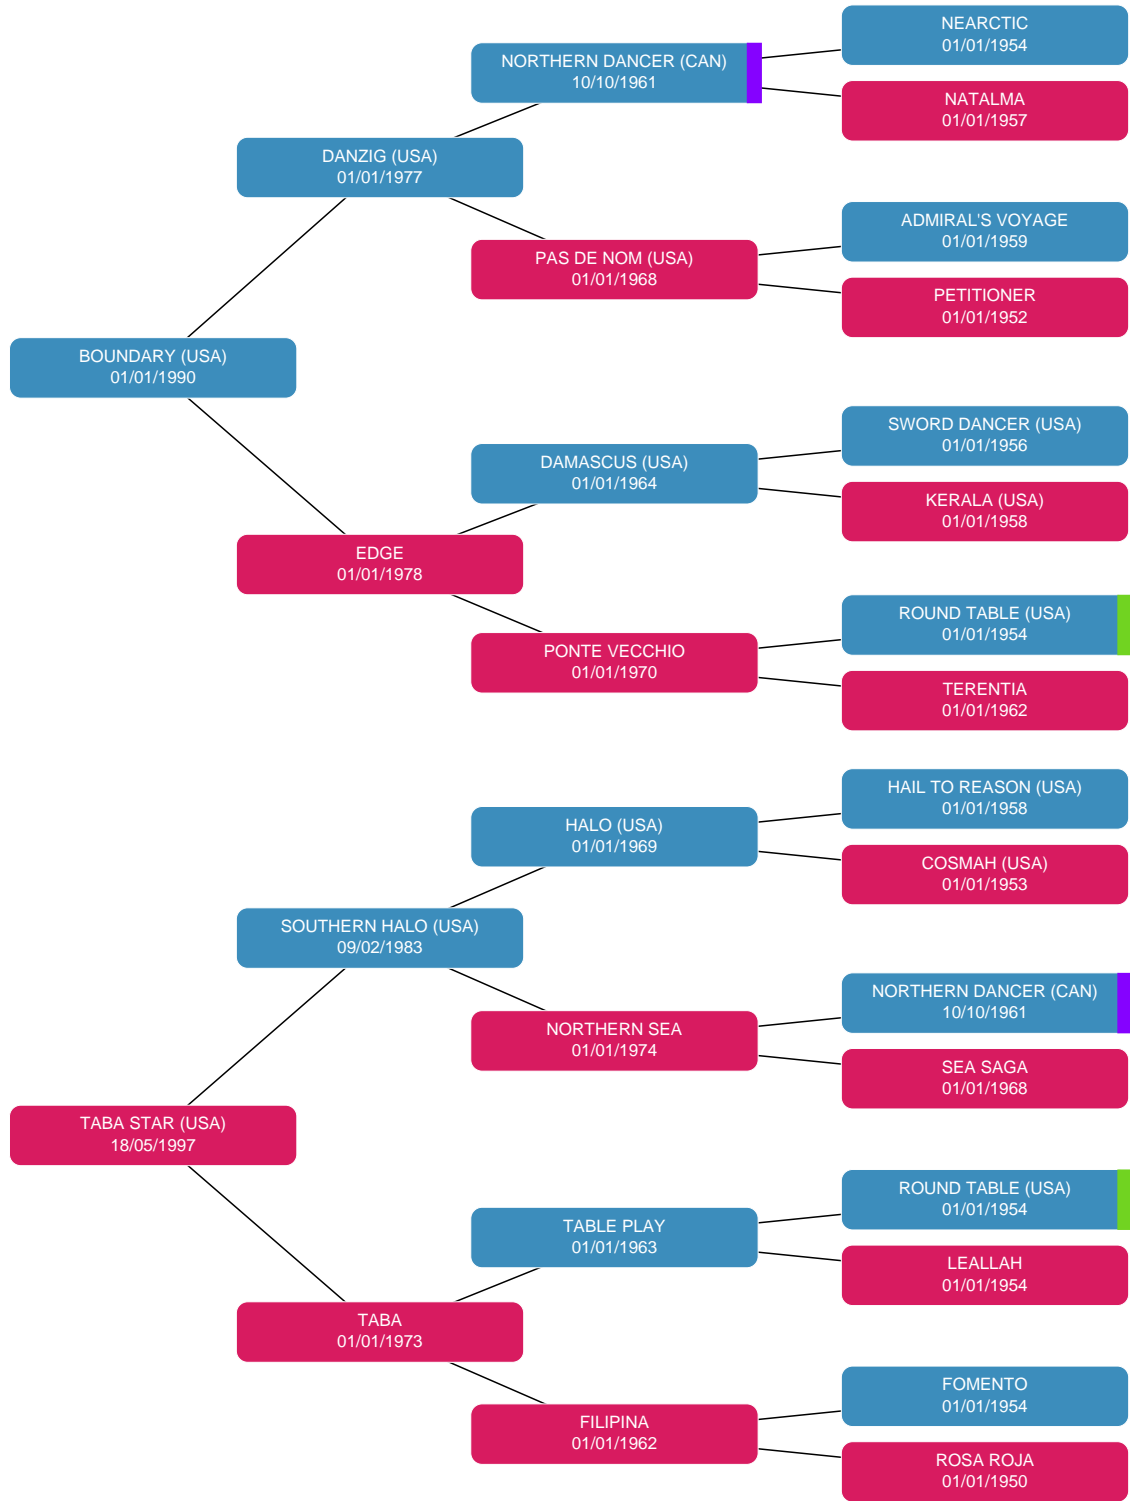 NEARCTIC
01/01/1954
NORTHERN DANCER (CAN)
10/10/1961
NATALMA
01/01/1957
DANZIG (USA)
01/01/1977
ADMIRAL'S VOYAGE
01/01/1959
PAS DE NOM (USA)
01/01/1968
PETITIONER
01/01/1952
BOUNDARY (USA)
01/01/1990
SWORD DANCER (USA)
01/01/1956
DAMASCUS (USA)
01/01/1964
KERALA (USA)
01/01/1958
EDGE
01/01/1978
ROUND TABLE (USA)
01/01/1954
PONTE VECCHIO
01/01/1970
TERENTIA
01/01/1962
HAIL TO REASON (USA)
01/01/1958
HALO (USA)
01/01/1969
COSMAH (USA)
01/01/1953
SOUTHERN HALO (USA)
09/02/1983
NORTHERN DANCER (CAN)
10/10/1961
NORTHERN SEA
01/01/1974
SEA SAGA
01/01/1968
TABA STAR (USA)
18/05/1997
ROUND TABLE (USA)
01/01/1954
TABLE PLAY
01/01/1963
LEALLAH
01/01/1954
TABA
01/01/1973
FOMENTO
01/01/1954
FILIPINA
01/01/1962
ROSA ROJA
01/01/1950